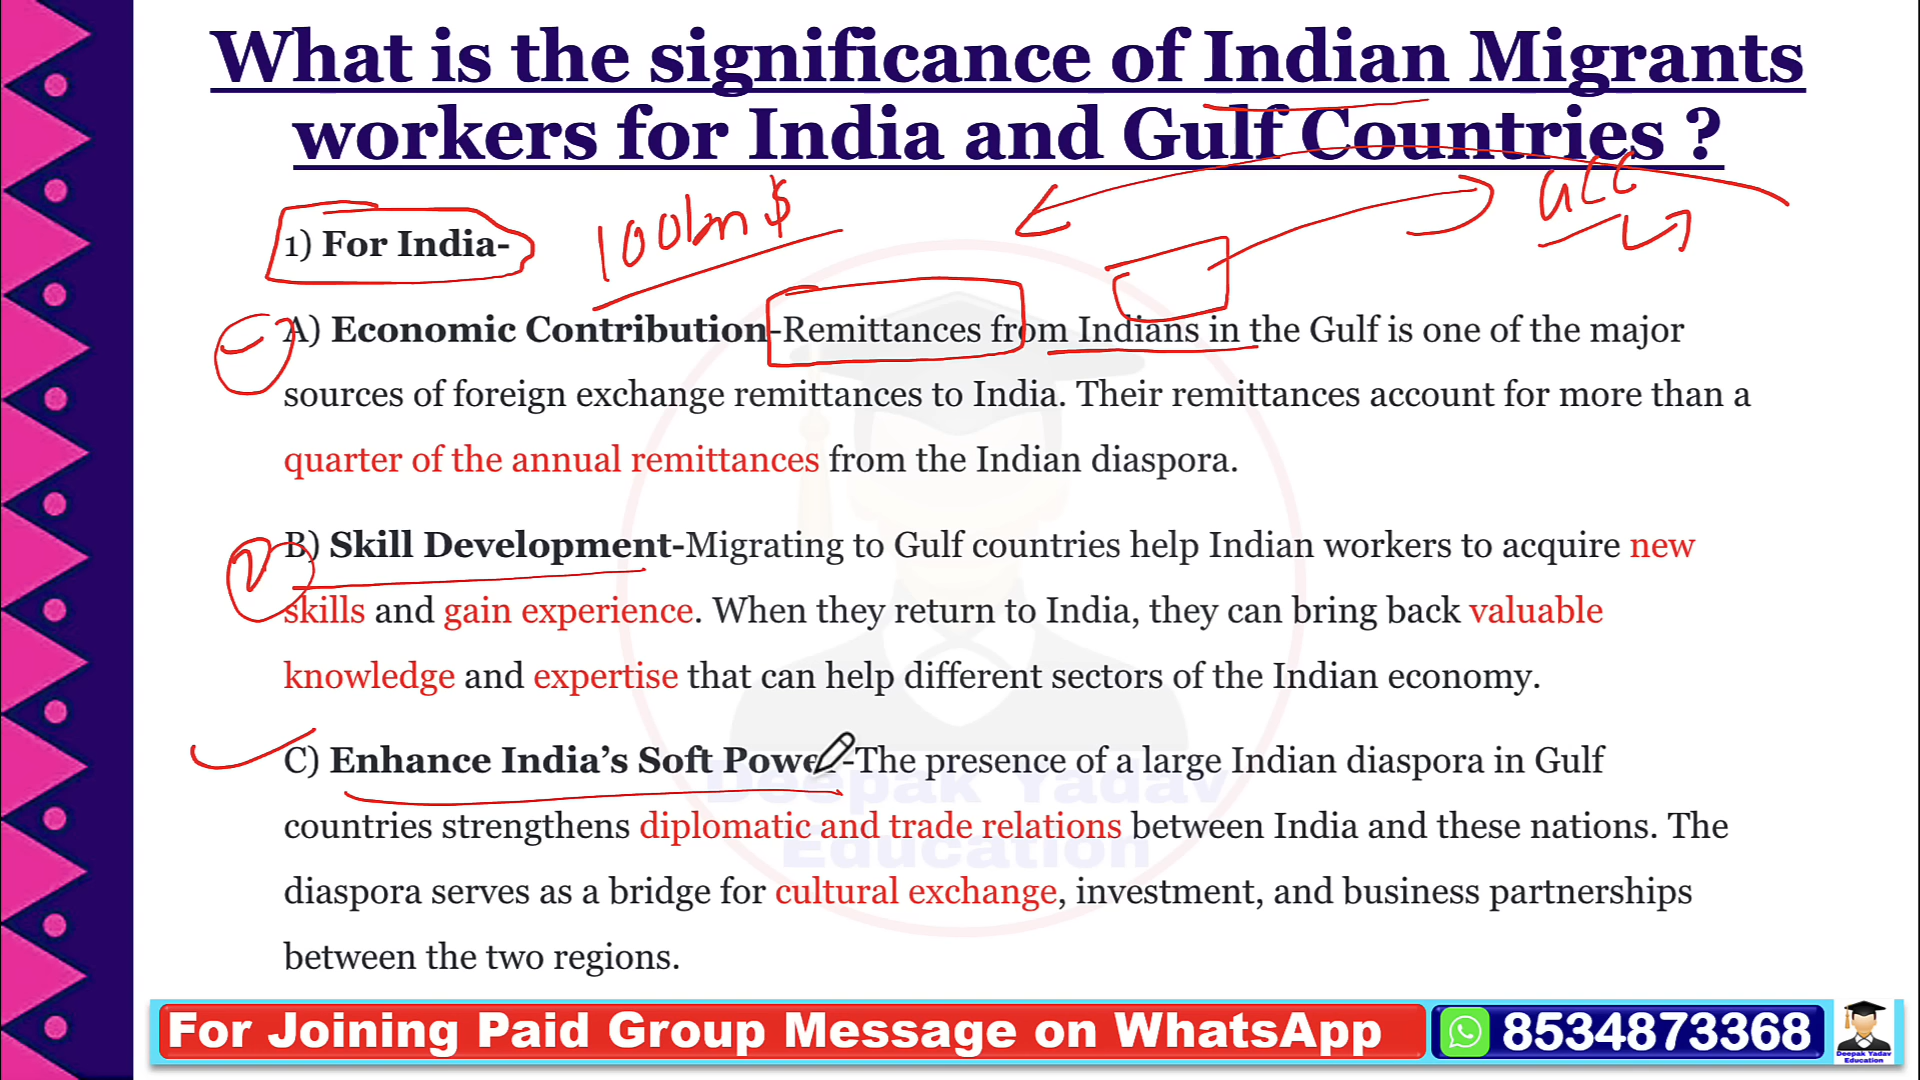 What is the significance of Indian Migrants
workers for India and Gulf Countries ?
100bn $
GCC
1) For India-
A) Economic Contribution-Remittances from Indians in the Gulf is one of the major
sources of foreign exchange remittances to India. Their remittances account for more than a
quarter of the annual remittances from the Indian diaspora.
B) Skill Development-Migrating to Gulf countries help Indian workers to acquire new
skills and gain experience. When they return to India, they can bring back valuable
knowledge and expertise that can help different sectors of the Indian economy.
C) Enhance India's Soft Power-The presence of a large Indian diaspora in Gulf
countries strengthens diplomatic and trade relations between India and these nations. The
diaspora serves as a bridge for cultural exchange, investment, and business partnerships
between the two regions.
Deepak Yadav
Education
For Joining Paid Group Message on WhatsApp
8534873368
Deepak Yadav
Education